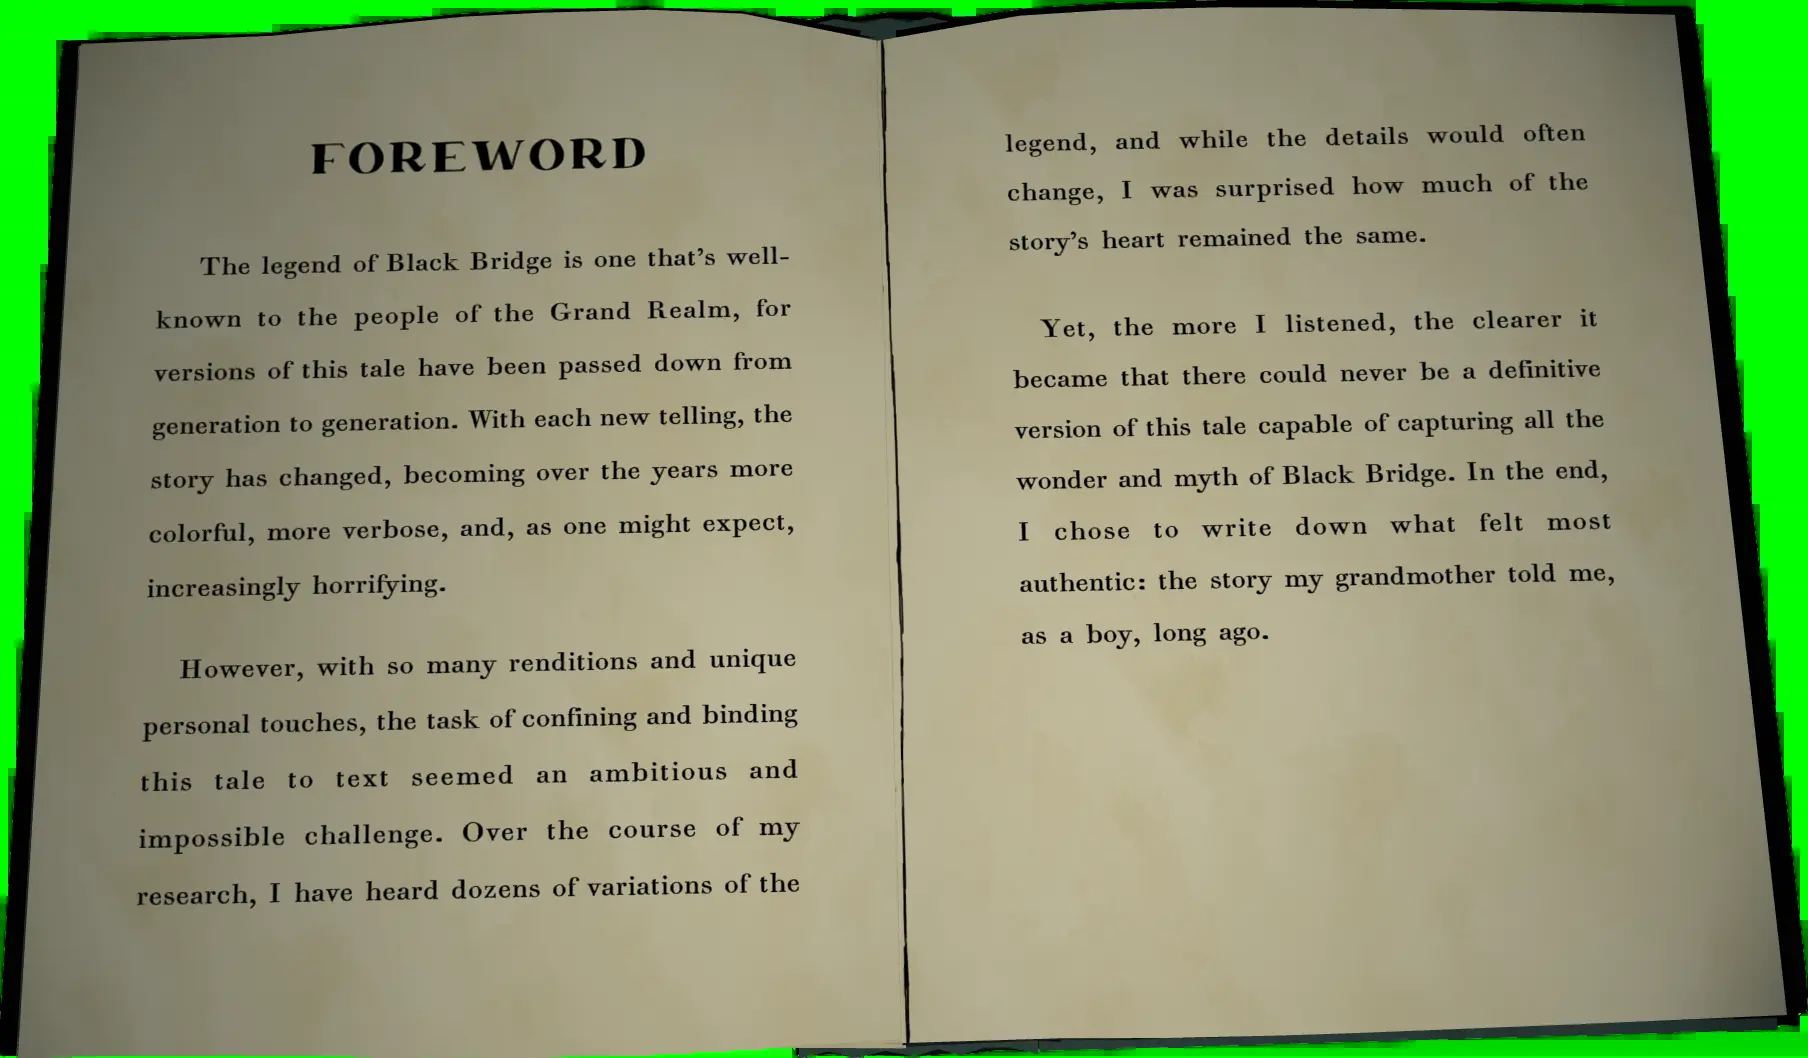 FOREWORD
The legend of Black Bridge is one that's well-
known to the people of the Grand Realm, for
versions of this tale have been passed down from
generation to generation. With each new telling, the
story has changed, becoming over the years more
colorful, more verbose, and, as one might expect,
increasingly horrifying.
However, with so many renditions and unique
personal touches, the task of confining and binding
this tale to text seemed an ambitious and
impossible challenge. Over the course of my
research, I have heard dozens of variations of the
legend, and while the details would often
change, I was surprised how much of the
story's heart remained the same.
Yet, the more I listened, the clearer it
became that there could never be a definitive
version of this tale capable of capturing all the
wonder and myth of Black Bridge. In the end,
I chose to write down what felt most
authentic: the story my grandmother told me,
as a boy, long ago.